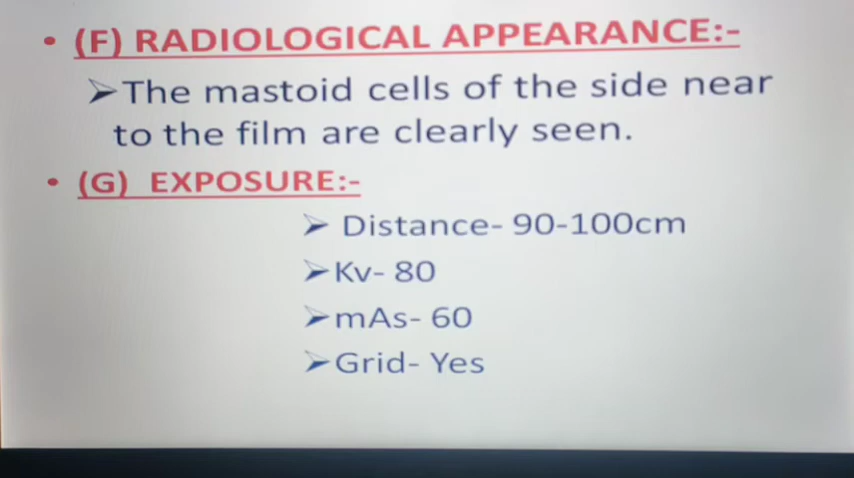 • (F) RADIOLOGICAL APPEARANCE:-
➢The mastoid cells of the side near
to the film are clearly seen.
• (G) EXPOSURE:-
➢ Distance- 90-100cm
➢Kv- 80
➢mAs- 60
➢Grid- Yes